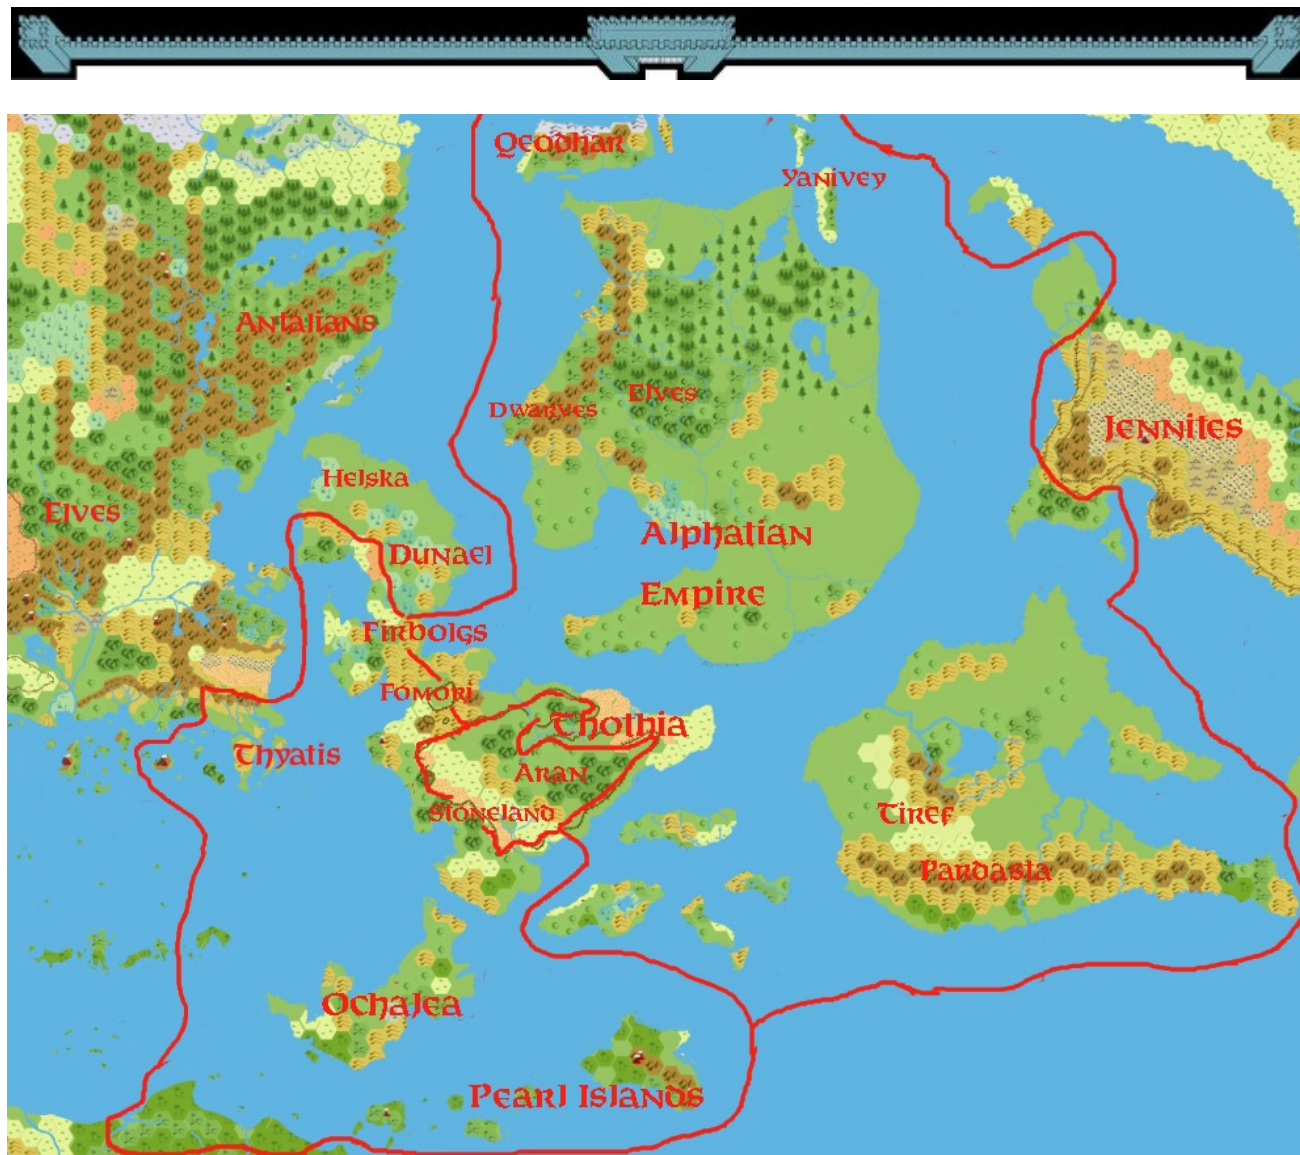 Qeodhar
Yanivey
Antalians
Dwarves
Elves
Jennites
Helska
Elves
Alphatian
Dunael
Empire
Firbolgs
Fomori
Thothia
Thyatis
Aran
Stoneland
Tiref
Pardasta
Ochalea
Pearl Islands